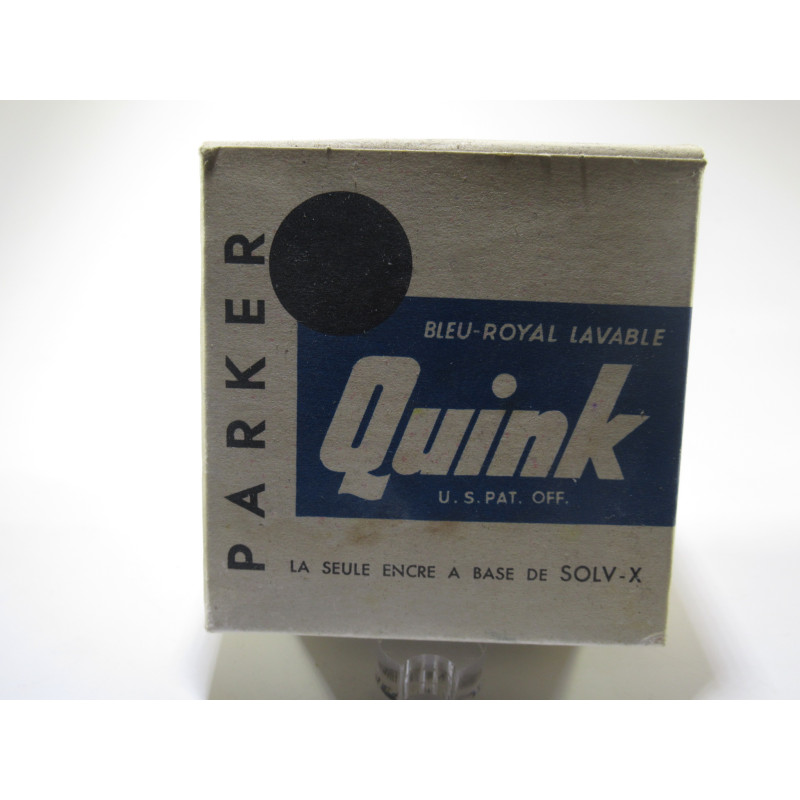 PARKER
BLEU-ROYAL LAVABLE
Quink
U.S. PAT. OFF.
LA SEULE ENCRE A BASE DE SOLV-X